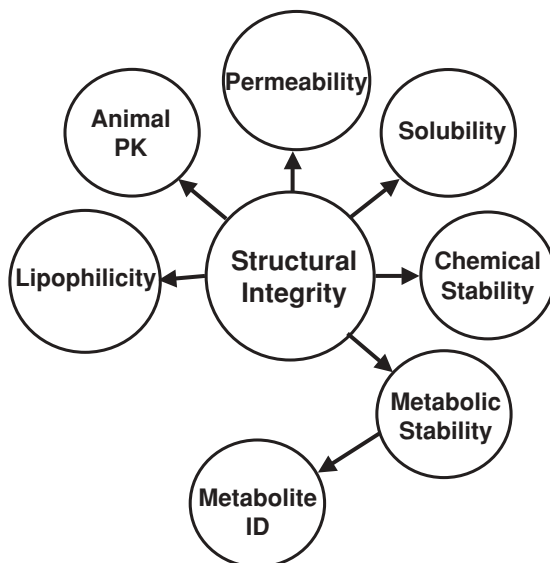 Permeability
Animal
PK
Solubility
Structural
Integrity
Lipophilicity
Chemical
Stability
Metabolic
Stability
Metabolite
ID